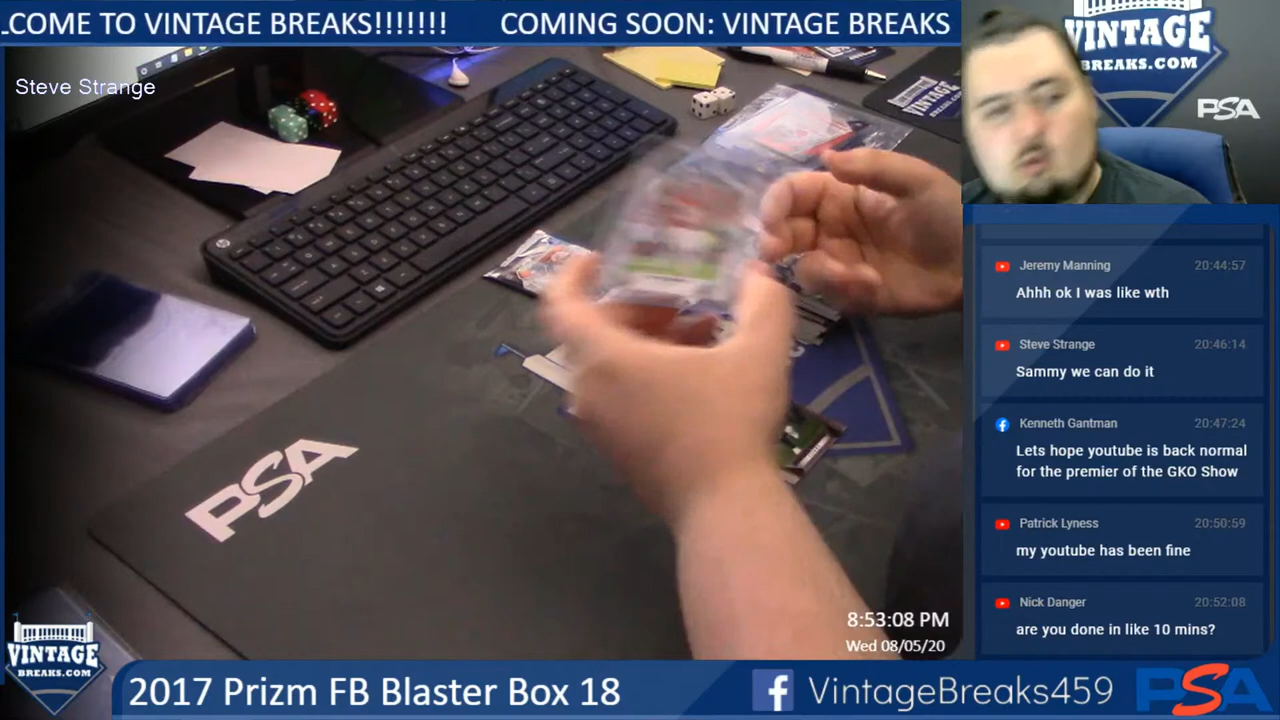 .COME TO VINTAGE BREAKS!!!!!!! COMING SOON: VINTAGE BREAKS
Steve Strange
VINTAGE
BREAKS.COM
PSA
VINTAGE
hp
PSA
Jeremy Manning 20:44:57
Ahhh ok I was like wth
Steve Strange 20:46:14
Sammy we can do it
Kenneth Gantman 20:47:24
Lets hope youtube is back normal
for the premier of the GKO Show
Patrick Lyness 20:50:59
my youtube has been fine
Nick Danger 20:52:08
are you done in like 10 mins?
8:53:08 PM
Wed 08/05/20
VINTAGE
BREAKS.COM
2017 Prizm FB Blaster Box 18
f VintageBreaks459
PSA